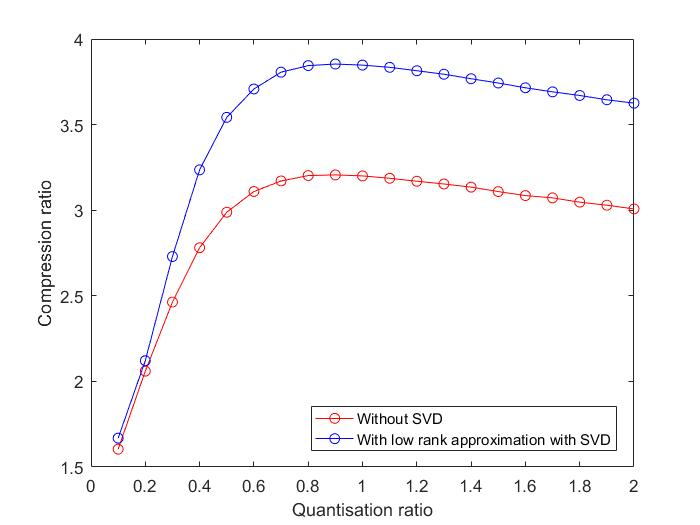 4
3.5
3
2.5
2
1.5
Compression ratio
Without SVD
With low rank approximation with SVD
0 0.2 0.4 0.6 0.8 1 1.2 1.4 1.6 1.8 2
Quantisation ratio